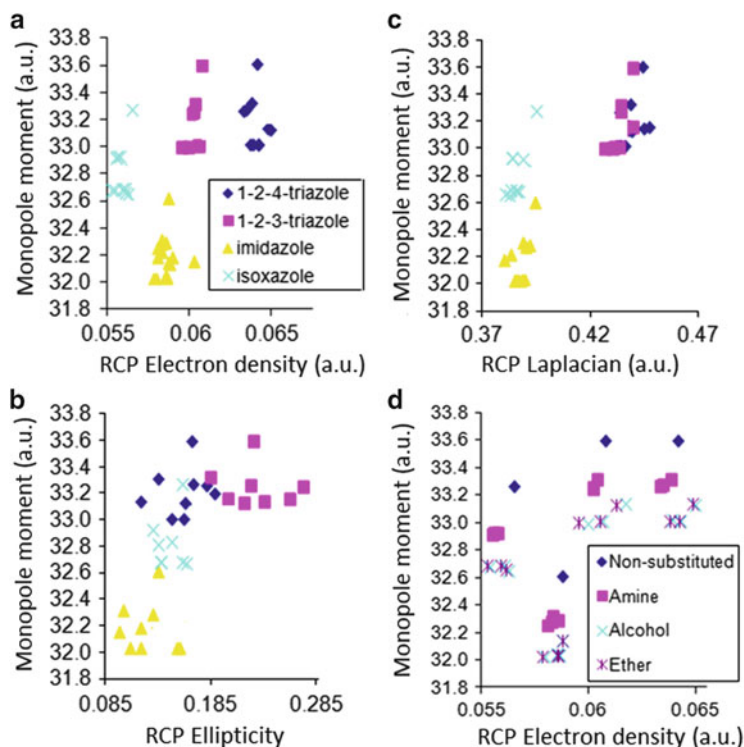 a
33.8
33.6
33.4
33.2
33.0
32.8
32.6
32.4
32.2
32.0
31.8
Monopole moment (a.u.)
1-2-4-triazole
1-2-3-triazole
imidazole
isoxazole
0.055 0.06 0.065
RCP Electron density (a.u.)
c
33.8
33.6
33.4
33.2
33.0
32.8
32.6
32.4
32.2
32.0
31.8
Monopole moment (a.u.)
0.37 0.42 0.47
RCP Laplacian (a.u.)
b
33.8
33.6
33.4
33.2
33.0
32.8
32.6
32.4
32.2
32.0
31.8
Monopole moment (a.u.)
0.085 0.185 0.285
RCP Ellipticity
d
33.8
33.6
33.4
33.2
33.0
32.8
32.6
32.4
32.2
32.0
31.8
Monopole moment (a.u.)
Non-substituted
Amine
Alcohol
Ether
0.055 0.06 0.065
RCP Electron density (a.u.)